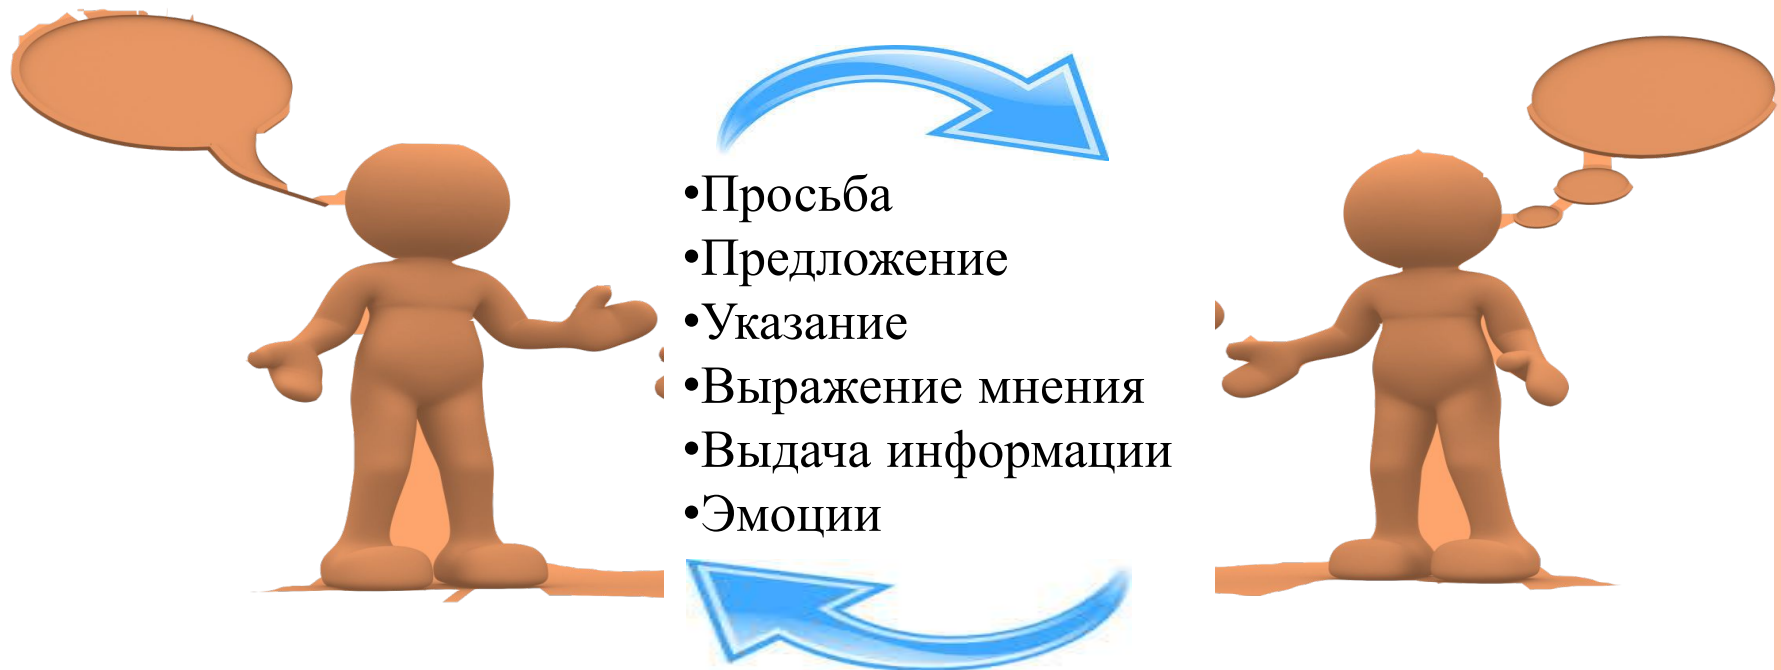 •Просьба
•Предложение
•Указание
•Выражение мнения
•Выдача информации
•Эмоции